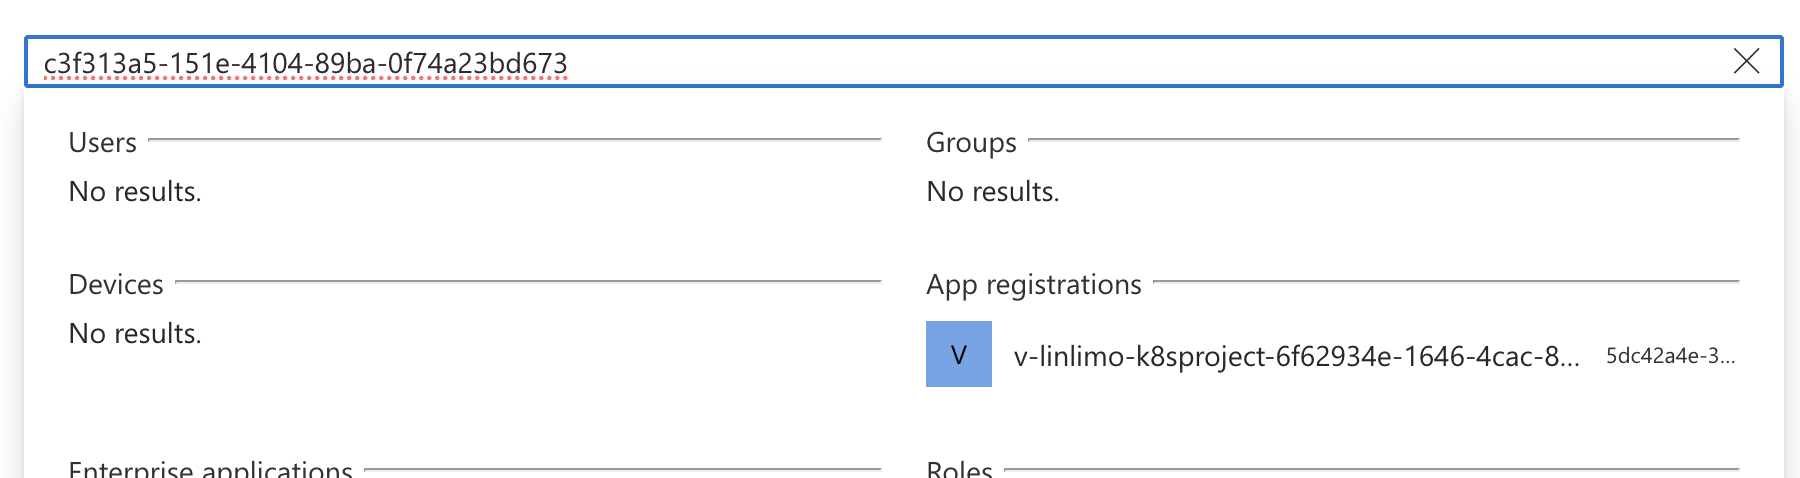 c3f313a5-151e-4104-89ba-0f74a23bd673
Users
No results.
Groups
No results.
Devices
No results.
App registrations
V
v-linlimo-k8sproject-6f62934e-1646-4cac-8...
5dc42a4e-3...
Enterprise applications
Roles